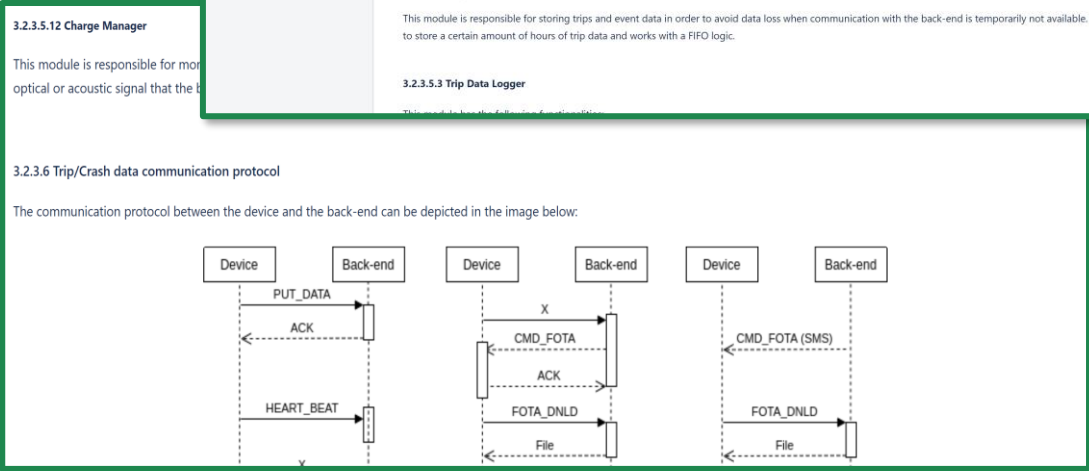 3.2.3.5.12 Charge Manager
This module is responsible for
optical or acoustic signal that the
This module is responsible for storing trips and event data in order to avoid data loss when communication with the back-end is temporarily not available.
to store a certain amount of hours of trip data and works with a FIFO logic.
3.2.3.5.3 Trip Data Logger
3.2.3.6 Trip/Crash data communication protocol
The communication protocol between the device and the back-end can be depicted in the image below:
Device Back-end Device Back-end Device Back-end
PUT_DATA
X
ACK
CMD_FOTA CMD_FOTA (SMS)
ACK
HEART_BEAT FOTA_DNLD FOTA_DNLD
File File